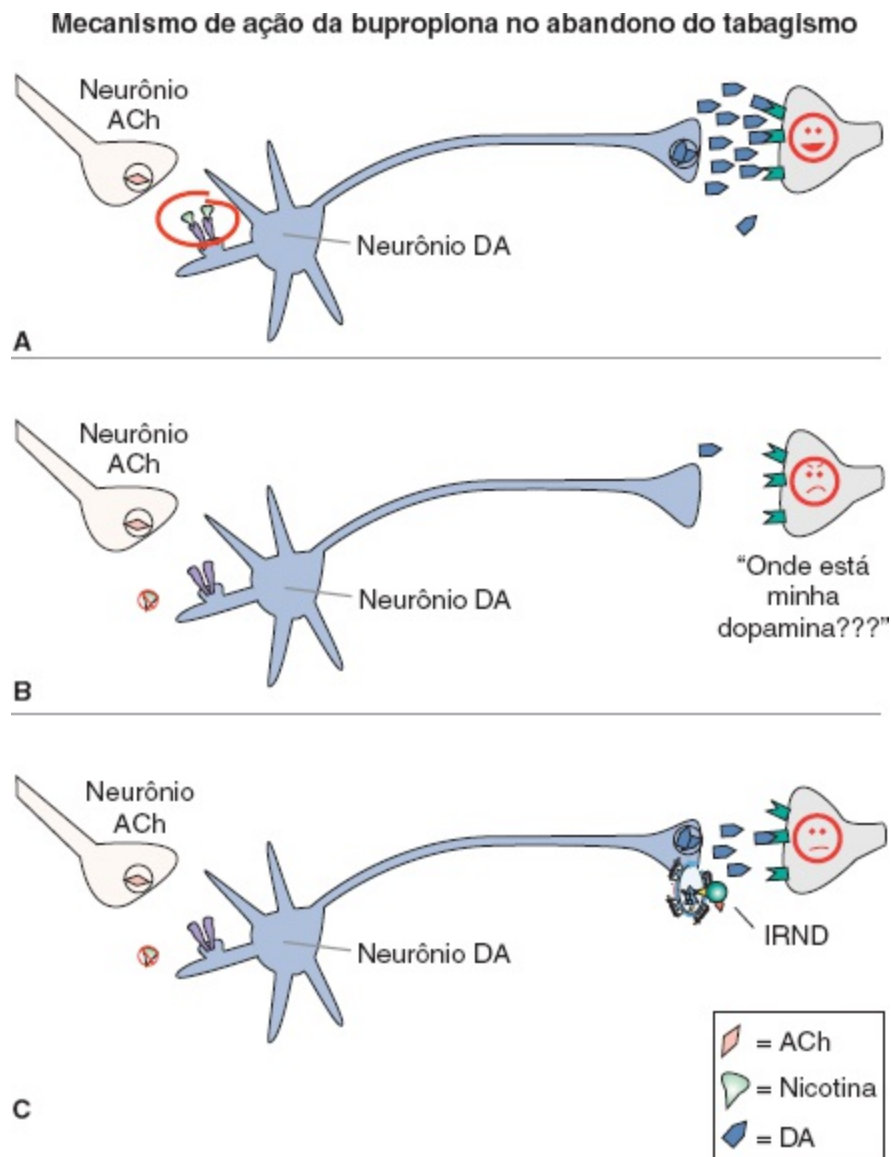 Mecanismo de ação da bupropiona no abandono do tabagismo
Neurônio
ACh
Neurônio DA
A
Neurônio
ACh
Neurônio DA
"Onde está
minha
dopamina???"
B
Neurônio
ACh
Neurônio DA
IRND
C
= ACh
= Nicotina
= DA